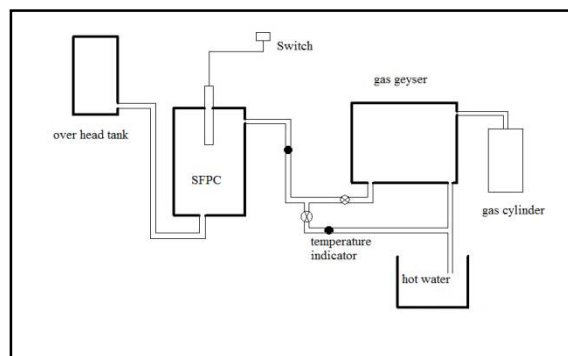 Switch
gas geyser
over head tank
SFPC
gas cylinder
temperature
indicator
hot water